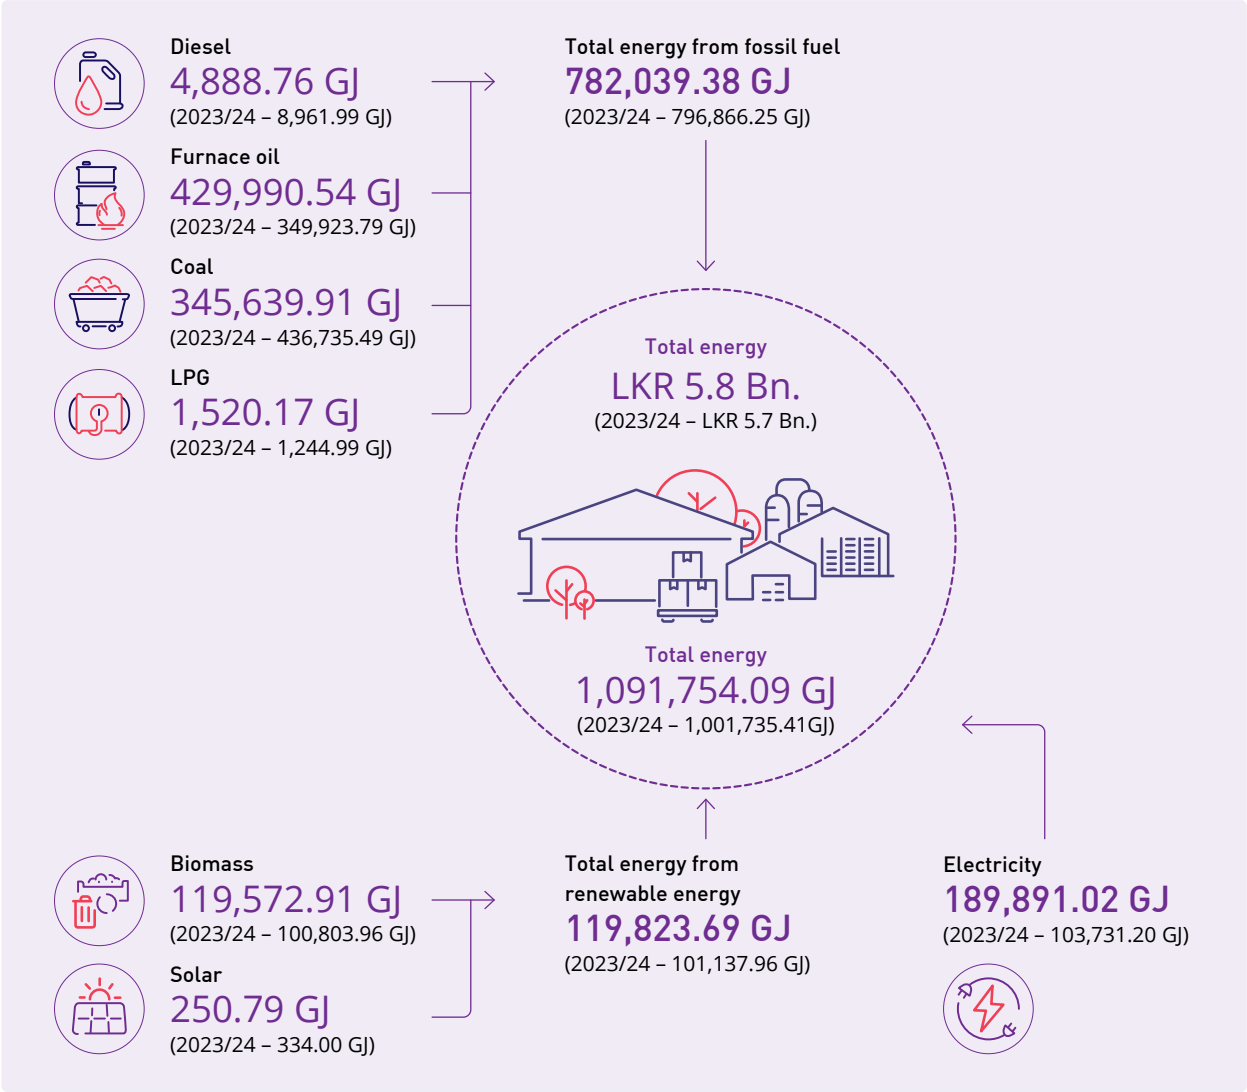 Diesel
4,888.76 GJ
(2023/24 – 8,961.99 GJ)
Furnace oil
429,990.54 GJ
(2023/24 – 349,923.79 GJ)
Coal
345,639.91 GJ
(2023/24 – 436,735.49 GJ)
LPG
1,520.17 GJ
(2023/24 – 1,244.99 GJ)
Total energy from fossil fuel
782,039.38 GJ
(2023/24 – 796,866.25 GJ)
Total energy
LKR 5.8 Bn.
(2023/24 – LKR 5.7 Bn.)
Total energy
1,091,754.09 GJ
(2023/24 – 1,001,735.41GJ)
Biomass
119,572.91 GJ
(2023/24 – 100,803.96 GJ)
Solar
250.79 GJ
(2023/24 – 334.00 GJ)
Total energy from
renewable energy
119,823.69 GJ
(2023/24 – 101,137.96 GJ)
Electricity
189,891.02 GJ
(2023/24 – 103,731.20 GJ)